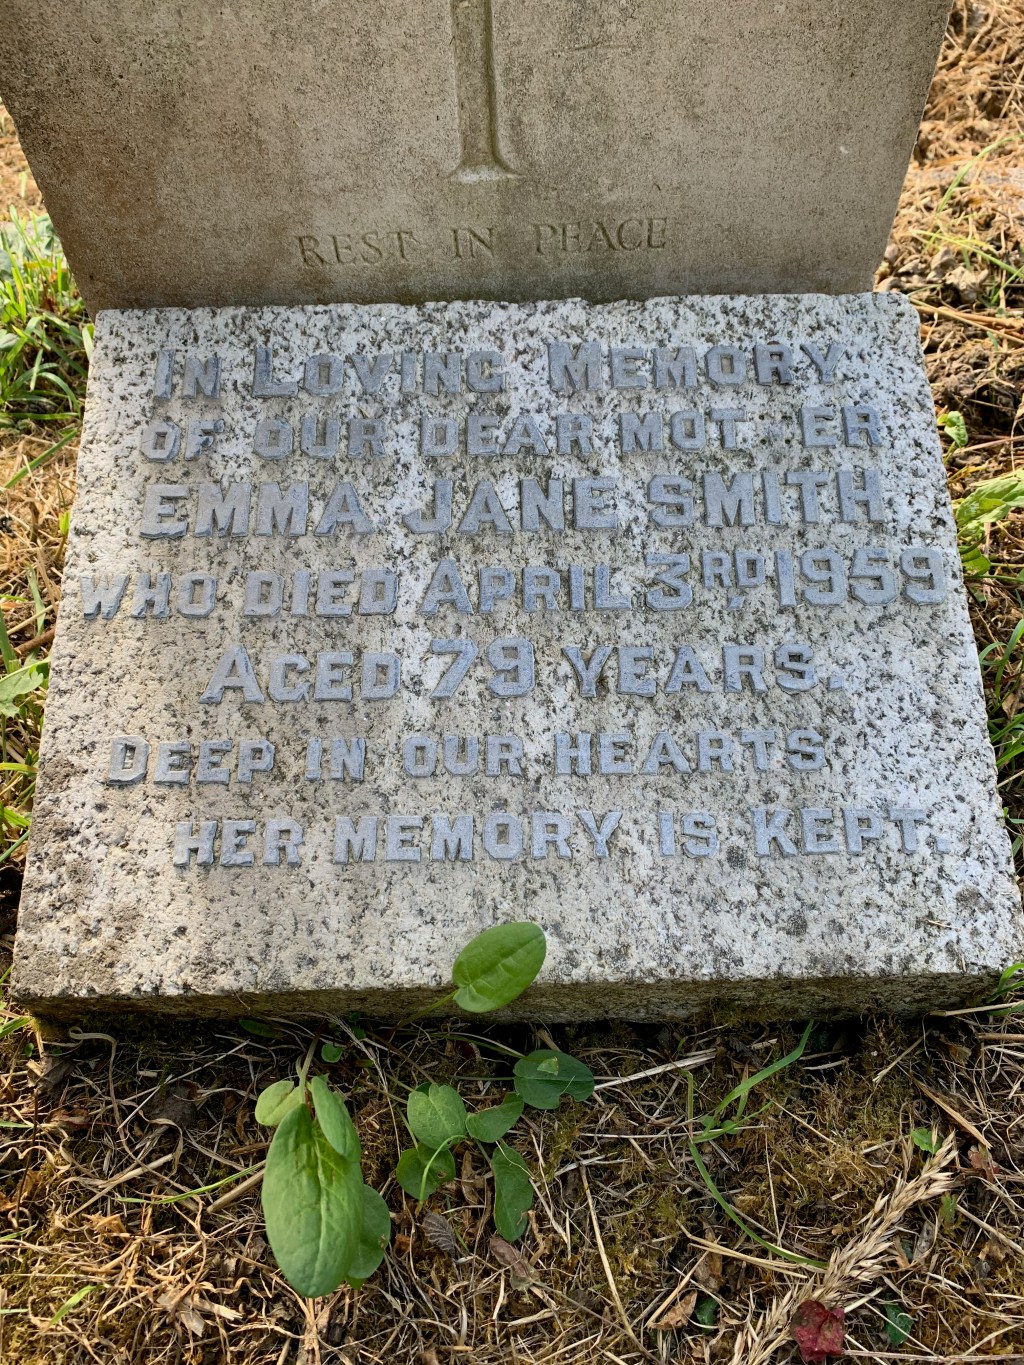 REST IN PEACE
IN LOVING MEMORY
OF OUR DEAR MOT ER
EMMA JANE SMITH
WHO DIED APRIL 3RD, 1959
AGED 79 YEARS.
DEEP IN OUR HEARTS
HER MEMORY IS KEPT.